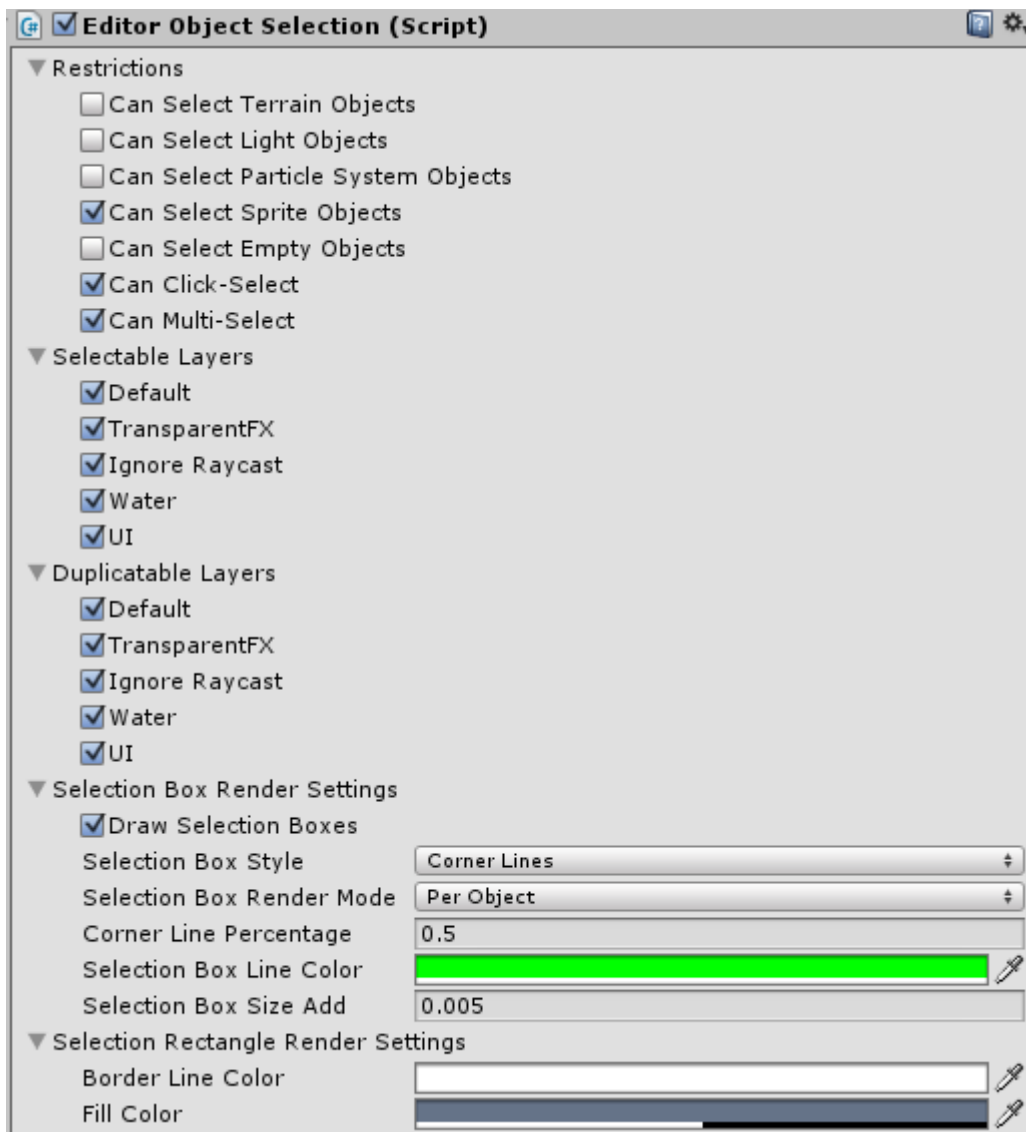 Editor Object Selection (Script)
Restrictions
Can Select Terrain Objects
Can Select Light Objects
Can Select Particle System Objects
Can Select Sprite Objects
Can Select Empty Objects
Can Click-Select
Can Multi-Select
Selectable Layers
Default
TransparentFX
Ignore Raycast
Water
UI
Duplicatable Layers
Default
TransparentFX
Ignore Raycast
Water
UI
Selection Box Render Settings
Draw Selection Boxes
Selection Box Style Corner Lines
Selection Box Render Mode Per Object
Corner Line Percentage 0.5
Selection Box Line Color
Selection Box Size Add 0.005
Selection Rectangle Render Settings
Border Line Color
Fill Color